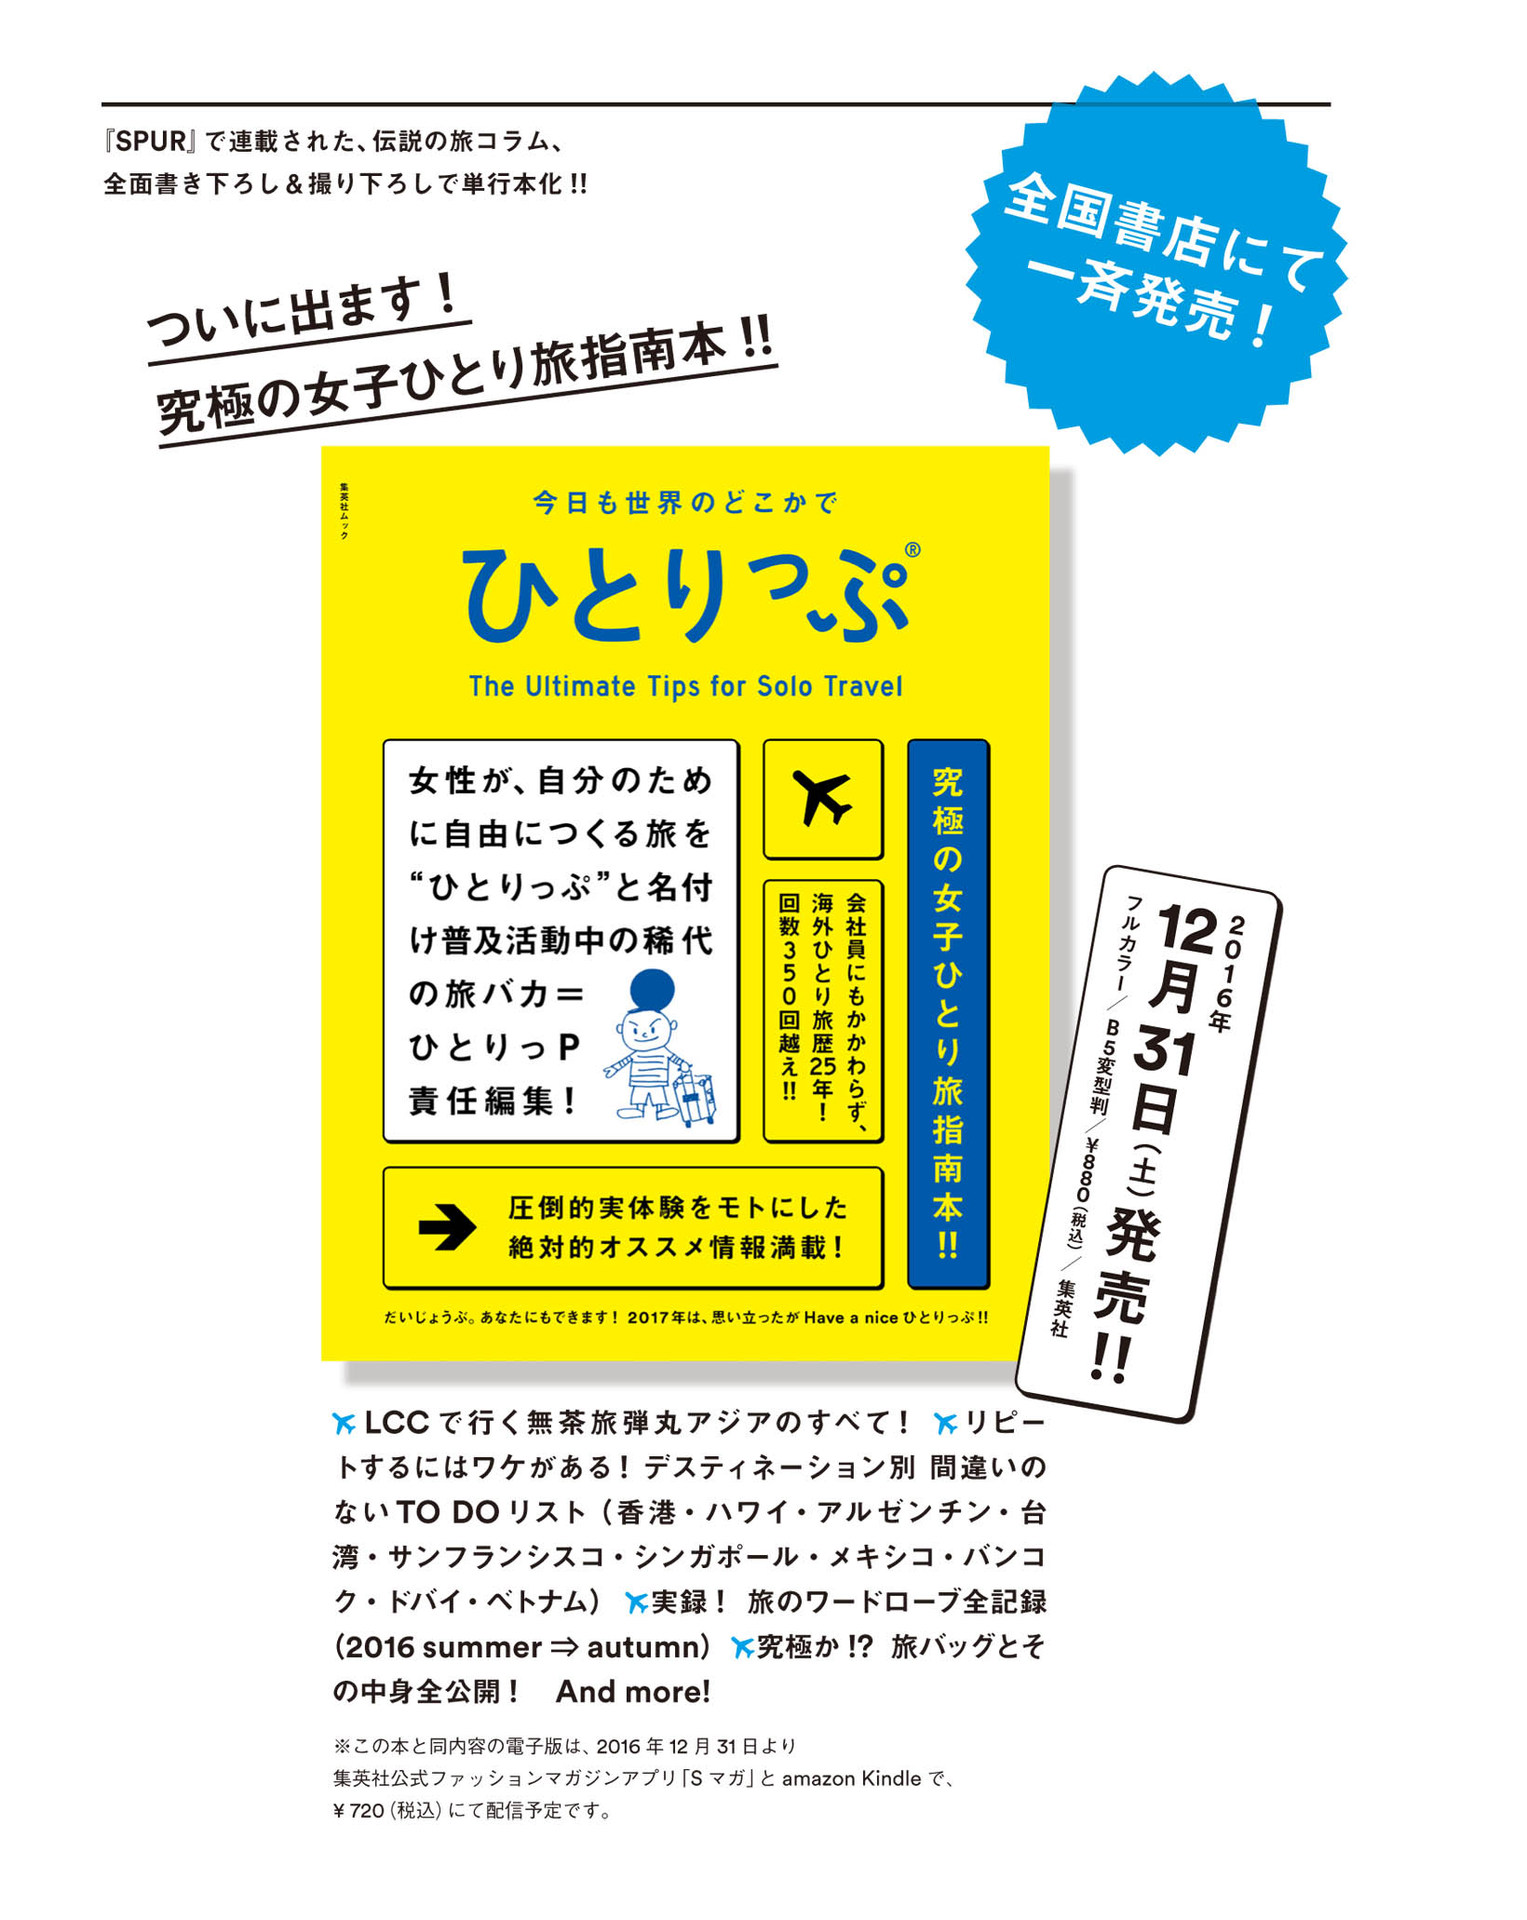 『SPUR』で連載された、伝説の旅コラム、
全面書き下ろし＆撮り下ろしで単行本化!!
全国書店にて
一斉発売！
ついに出ます！
究極の女子ひとり旅指南本!!
集英社ムック
今日も世界のどこかで
ひとりっぷ®
The Ultimate Tips for Solo Travel
女性が、自分のため
に自由につくる旅を
“ひとりっぷ”と名付
け普及活動中の稀代
の旅バカ＝
ひとりっP
責任編集！
会社員にもかかわらず、
海外ひとり旅歴25年！
回数350回越え!!
究極の女子ひとり旅指南本!!
圧倒的実体験をモトにした
絶対的オススメ情報満載！
だいじょうぶ。あなたにもできます！ 2017年は、思い立ったが Have a nice ひとりっぷ!!
2016年
12月31日（土）発売!!
フルカラー／B5変型判／¥880（税込）／集英社
LCCで行く無茶旅弾丸アジアのすべて！ リピー
トするにはワケがある！デスティネーション別 間違いの
ないTO DOリスト（香港・ハワイ・アルゼンチン・台
湾・サンフランシスコ・シンガポール・メキシコ・バンコ
ク・ドバイ・ベトナム） 実録！ 旅のワードローブ全記録
（2016 summer ⇒ autumn） 究極か!? 旅バッグとそ
の中身全公開！ And more!
※この本と同内容の電子版は、2016年12月31日より
集英社公式ファッションマガジンアプリ「Sマガ」と amazon Kindle で、
¥720（税込）にて配信予定です。